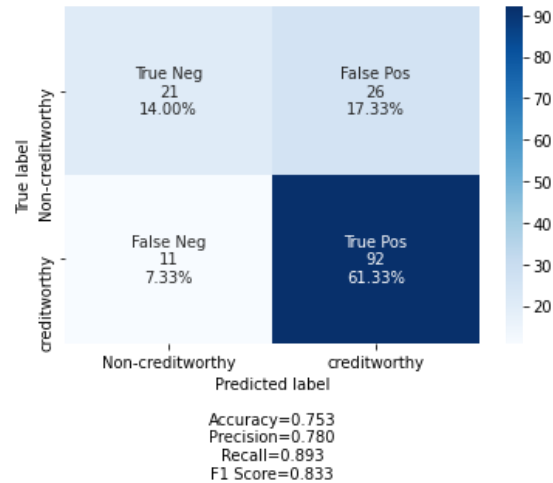 True Neg
21
14.00%
False Pos
26
17.33%
False Neg
11
7.33%
True Pos
92
61.33%
True label
Non-creditworthy
creditworthy
Non-creditworthy
creditworthy
Predicted label
Accuracy=0.753
Precision=0.780
Recall=0.893
F1 Score=0.833
90
80
70
60
50
40
30
20